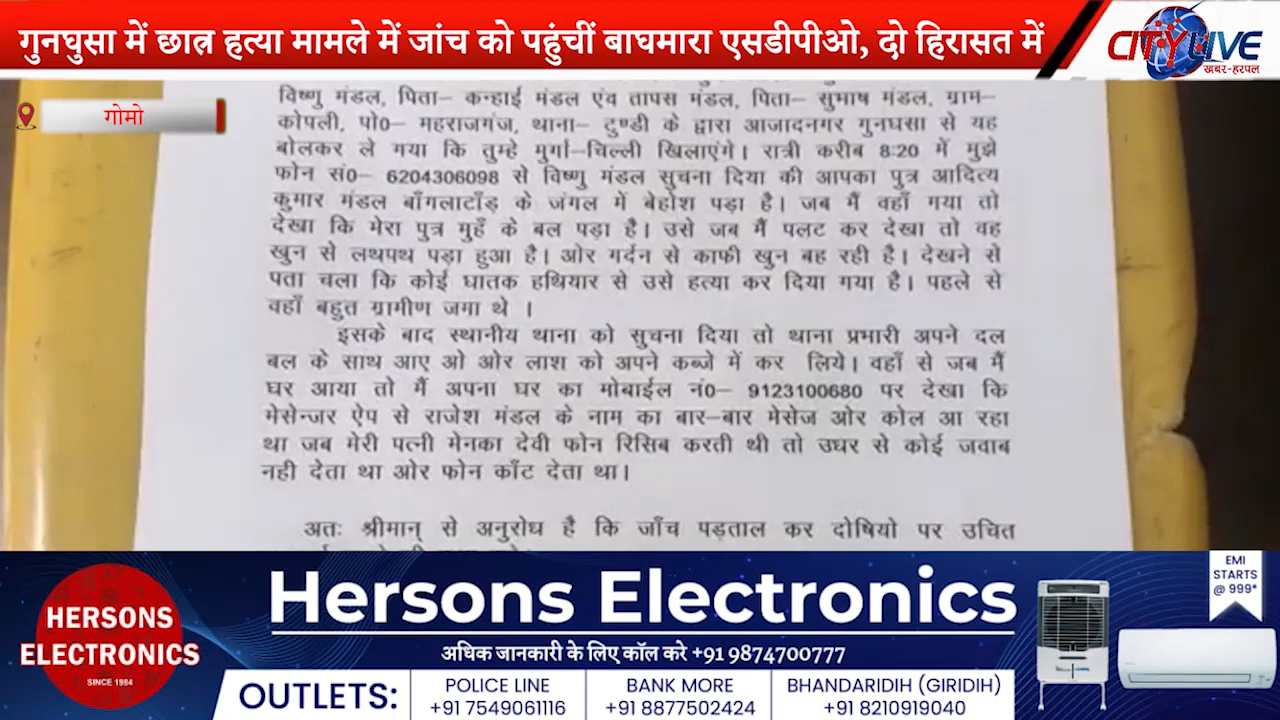 गुनघुसा में छात्र हत्या मामले में जांच को पहुंचीं बाघमारा एसडीपीओ, दो हिरासत में
CITY LIVE
खबर-हरपल
गोमो
विष्णु मंडल, पिता– कन्हाई मंडल एंव तापस मंडल, पिता– सुभाष मंडल, ग्राम–
कोपली, पो0– महराजगंज, थाना– टुण्डी के द्वारा आजादनगर गुनघसा से यह
बोलकर ले गया कि तुम्हे मुर्गा–चिल्ली खिलाएंगे। रात्री करीब 8:20 में मुझे
फोन सं0– 6204306098 से विष्णु मंडल सुचना दिया की आपका पुत्र आदित्य
कुमार मंडल बाँगलाटाँड़ के जंगल में बेहोश पड़ा है। जब मैं वहाँ गया तो
देखा कि मेरा पुत्र मुहँ के बल पड़ा है। उसे जब मैं पलट कर देखा तो वह
खुन से लथपथ पड़ा हुआ है। ओर गर्दन से काफी खुन बह रही है। देखने से
पता चला कि कोई घातक हथियार से उसे हत्या कर दिया गया है। पहले से
वहाँ बहुत ग्रामीण जमा थे ।
इसके बाद स्थानीय थाना को सुचना दिया तो थाना प्रभारी अपने दल
बल के साथ आए ओ ओर लाश को अपने कब्जे में कर लिये। वहाँ से जब मैं
घर आया तो मैं अपना घर का मोबाईल नं0– 9123100680 पर देखा कि
मेसेन्जर ऐप से राजेश मंडल के नाम का बार–बार मेसेज ओर कोल आ रहा
था जब मेरी पत्नी मेनका देवी फोन रिसिब करती थी तो उधर से कोई जवाब
नही देता था ओर फोन काँट देता था।
अतः श्रीमान् से अनुरोध है कि जाँच पड़ताल कर दोषियो पर उचित
HERSONS
ELECTRONICS
SINCE 1984
Hersons Electronics
अधिक जानकारी के लिए कॉल करे +91 9874700777
EMI
STARTS
@ 999*
OUTLETS:
POLICE LINE
+91 7549061116
BANK MORE
+91 8877502424
BHANDARIDIH (GIRIDIH)
+91 8210919040